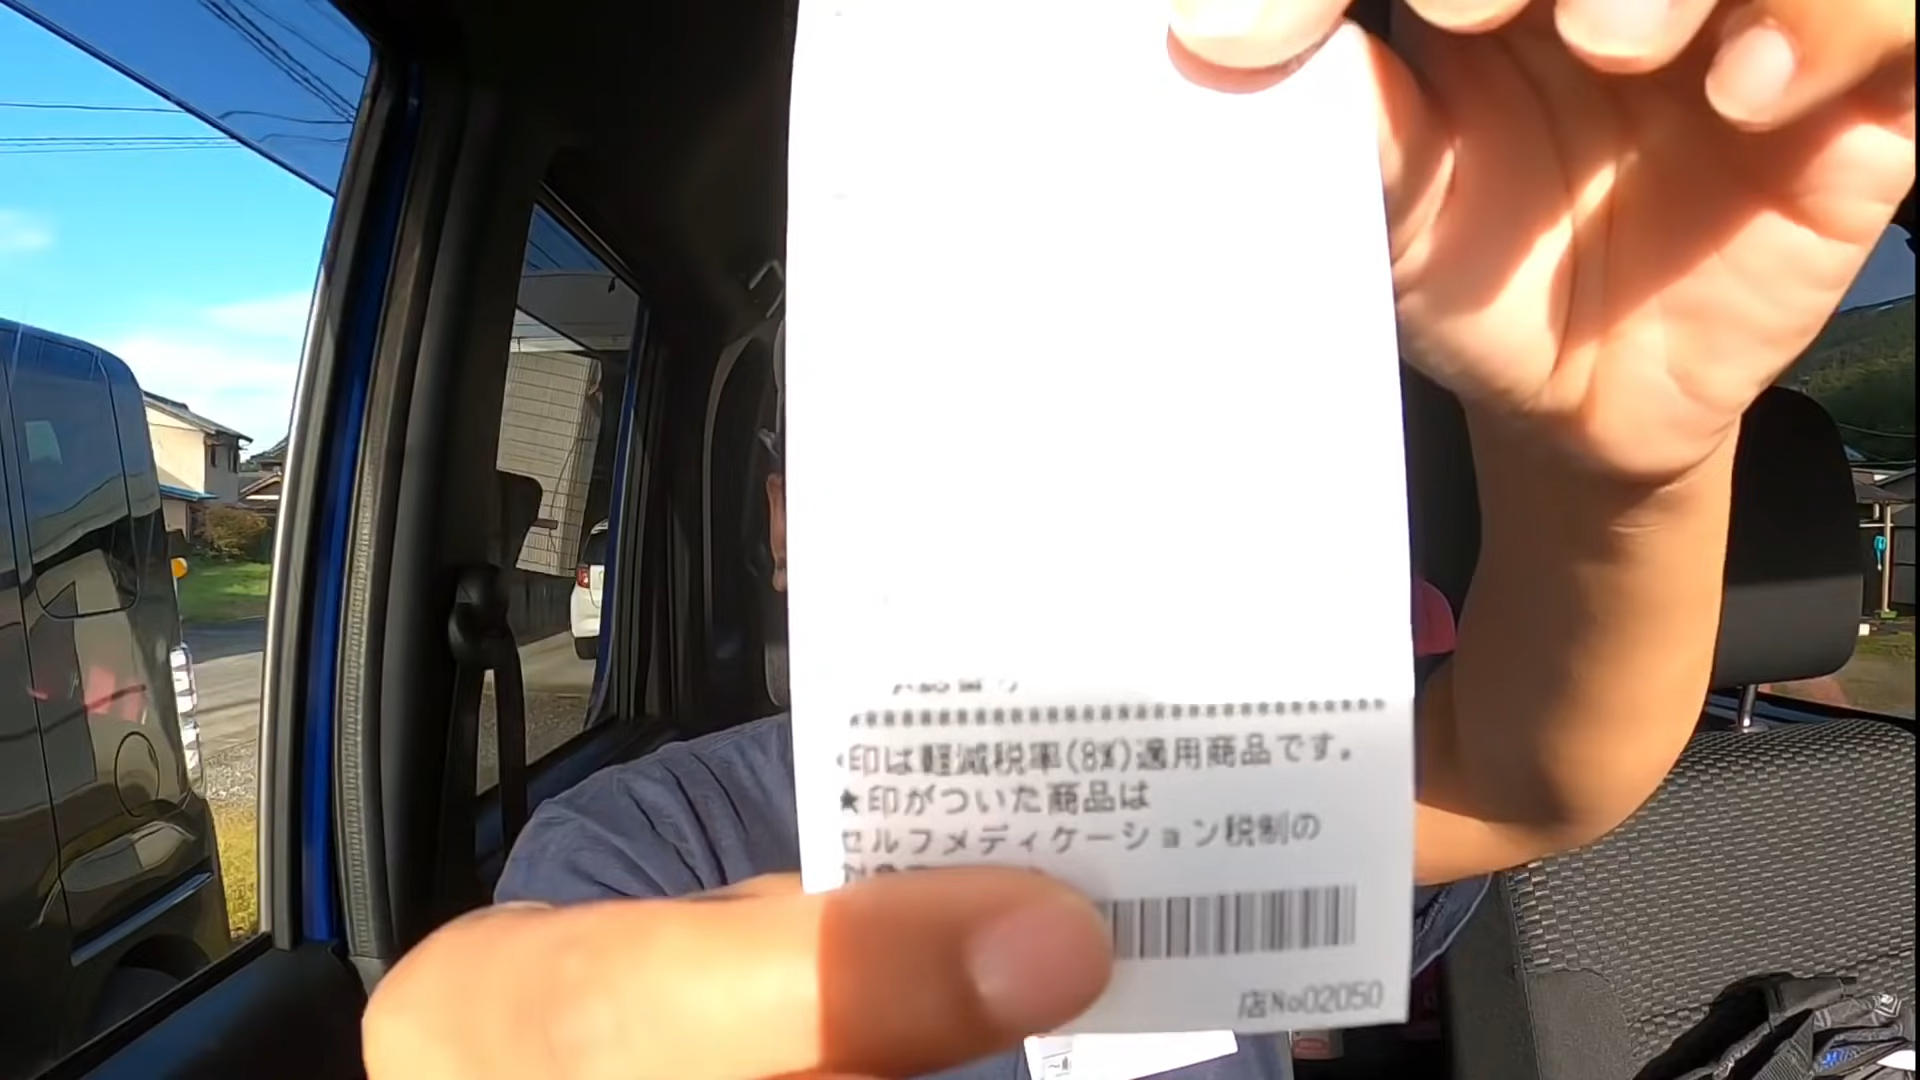 印は軽減税率(8%)適用商品です。
★印がついた商品は
セルフメディケーション税制の
店No02050